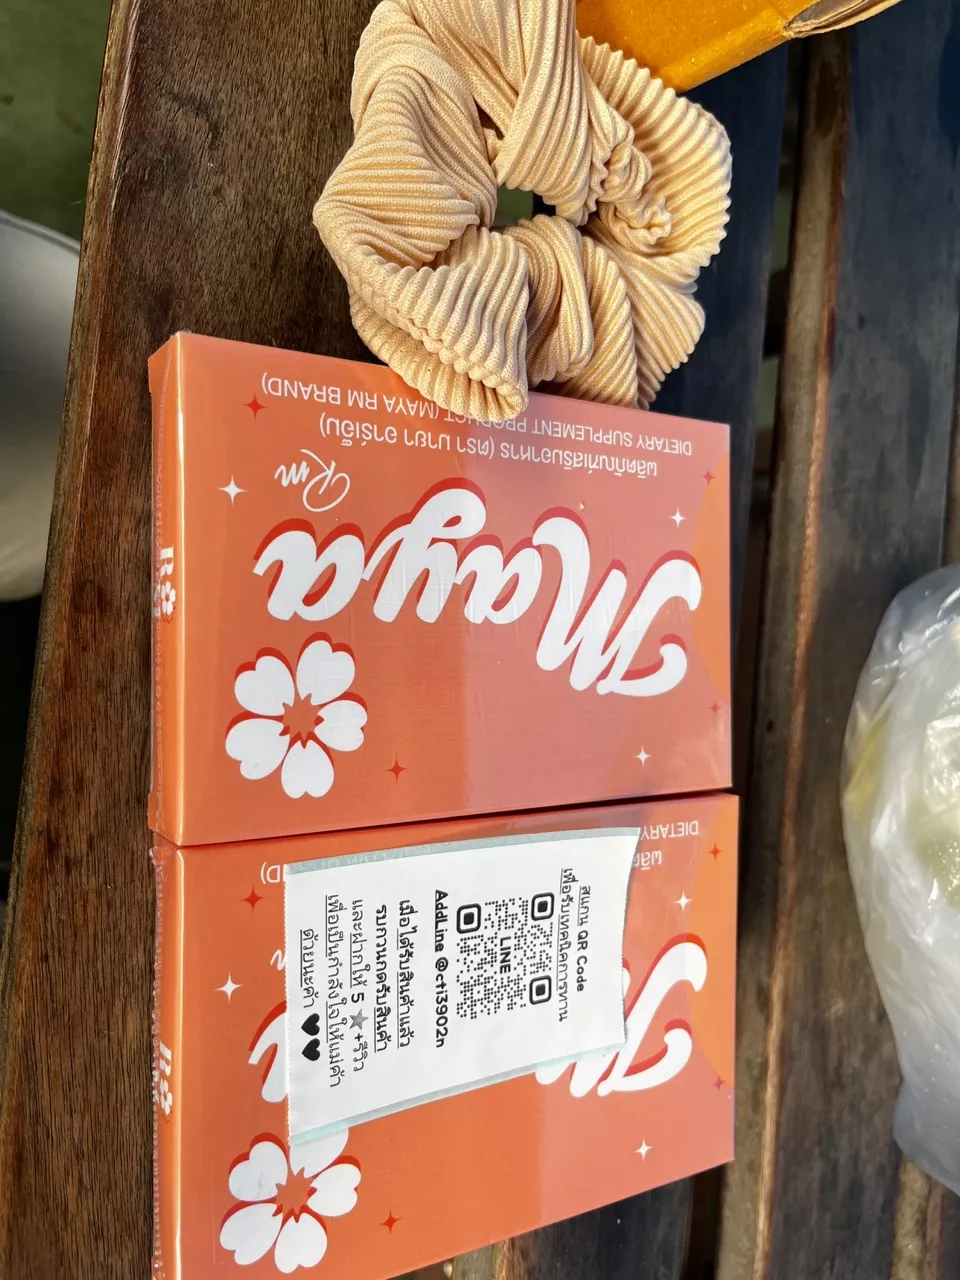 Maya
Rm
ผลิตภัณฑ์เสริมอาหาร (ตรา มายา อาร์เอ็ม)
DIETARY SUPPLEMENT PRODUCT (MAYA RM BRAND)
สแกน QR Code
เพื่อรับเทคนิคการทาน
LINE
AddLine @ct13902n
เมื่อได้รับสินค้าแล้ว
รบกวนกดรับสินค้า
และฝากให้ 5 ⭐+รีวิว
เพื่อเป็นกำลังใจให้แม่ค้า
ด้วยนะค้า ♥♥
DIETARY